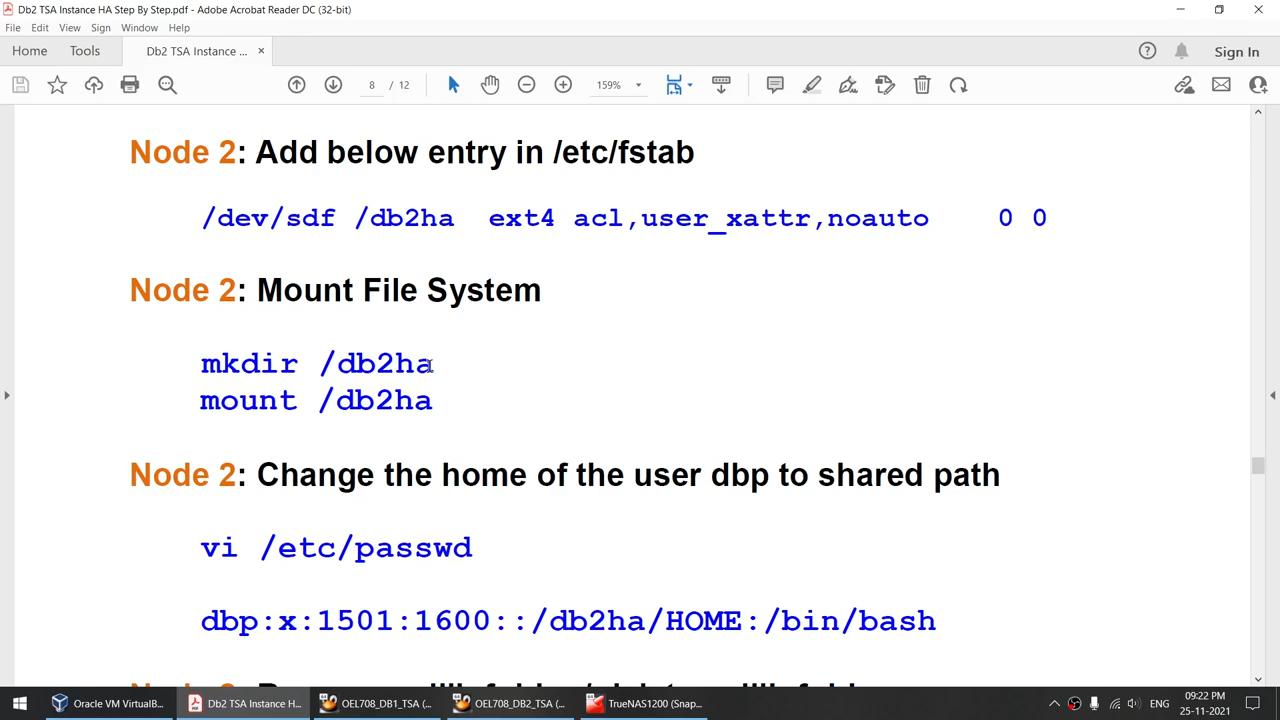 Db2 TSA Instance HA Step By Step.pdf - Adobe Acrobat Reader DC (32-bit)
File Edit View Sign Window Help
Home Tools Db2 TSA Instance ... × Sign In
8 / 12 159%
Node 2: Add below entry in /etc/fstab
/dev/sdf /db2ha ext4 acl,user_xattr,noauto 0 0
Node 2: Mount File System
mkdir /db2ha
mount /db2ha
Node 2: Change the home of the user dbp to shared path
vi /etc/passwd
dbp:x:1501:1600::/db2ha/HOME:/bin/bash
Oracle VM VirtualB... Db2 TSA Instance H... OEL708_DB1_TSA (... OEL708_DB2_TSA (... TrueNAS1200 (Snap... ENG 09:22 PM
25-11-2021